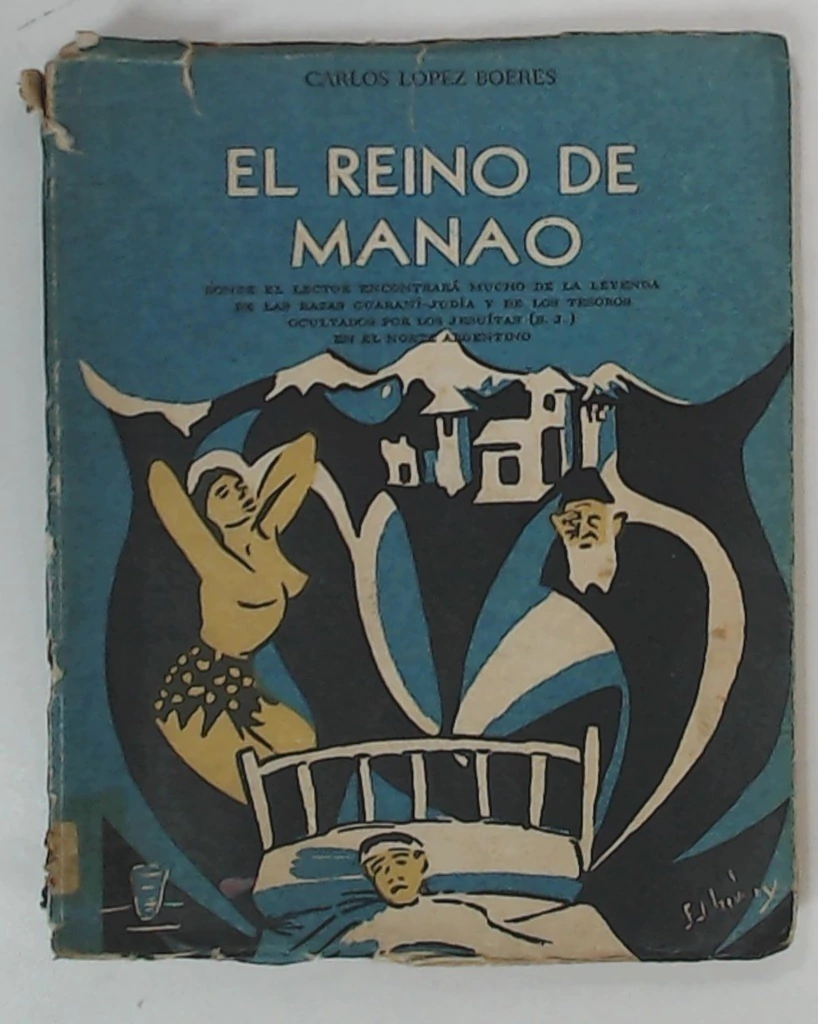 CARLOS LOPEZ BOERES
EL REINO DE
MANAO
DONDE EL LECTOR ENCONTRARÁ MUCHO DE LA LEYENDA
DE LAS RAZAS GUARANÍ-JUDÍA Y DE LOS TESOROS
OCULTADOS POR LOS JESUÍTAS (S. J.)
EN EL NORTE ARGENTINO